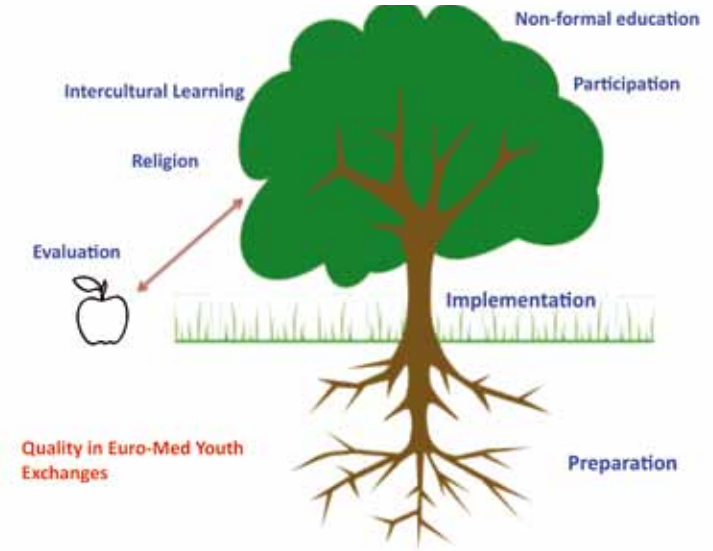 Non-formal education
Participation
Intercultural Learning
Religion
Evaluation
Implementation
Quality in Euro-Med Youth
Exchanges
Preparation